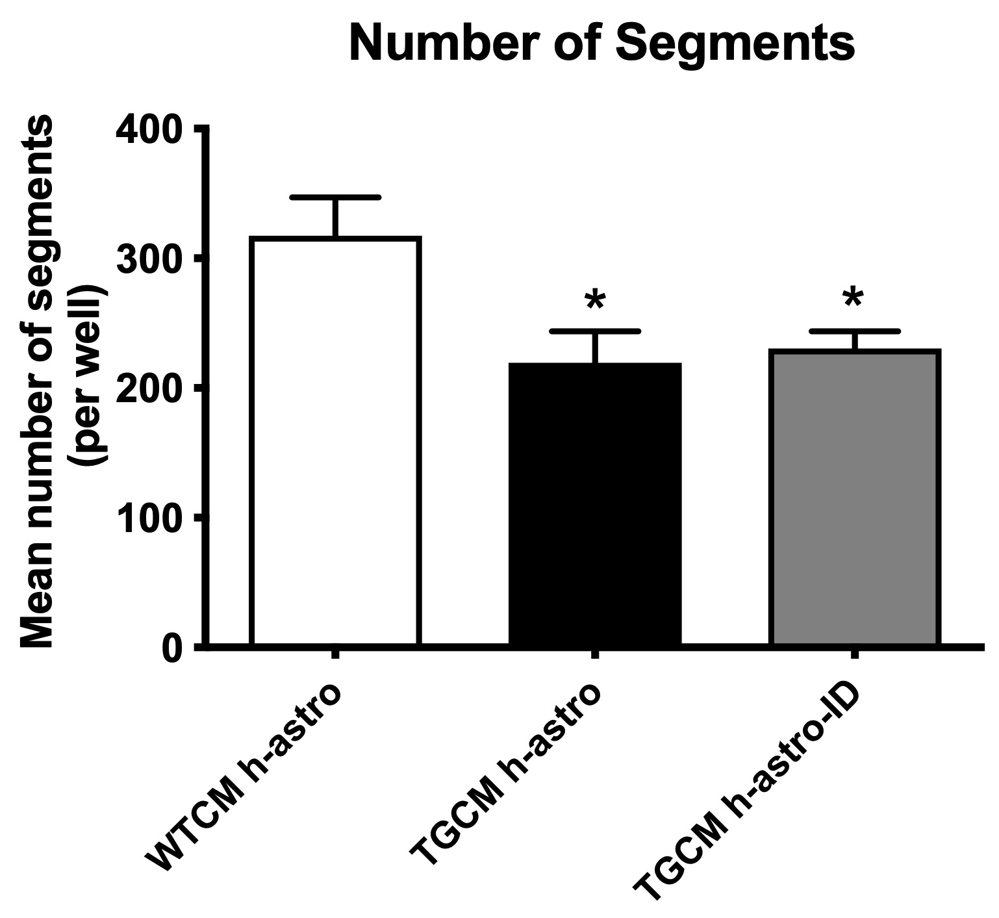 Number of Segments
Mean number of segments
(per well)
400
300
200
100
0
*
*
WTCM h-astro
TGCM h-astro
TGCM h-astro-ID